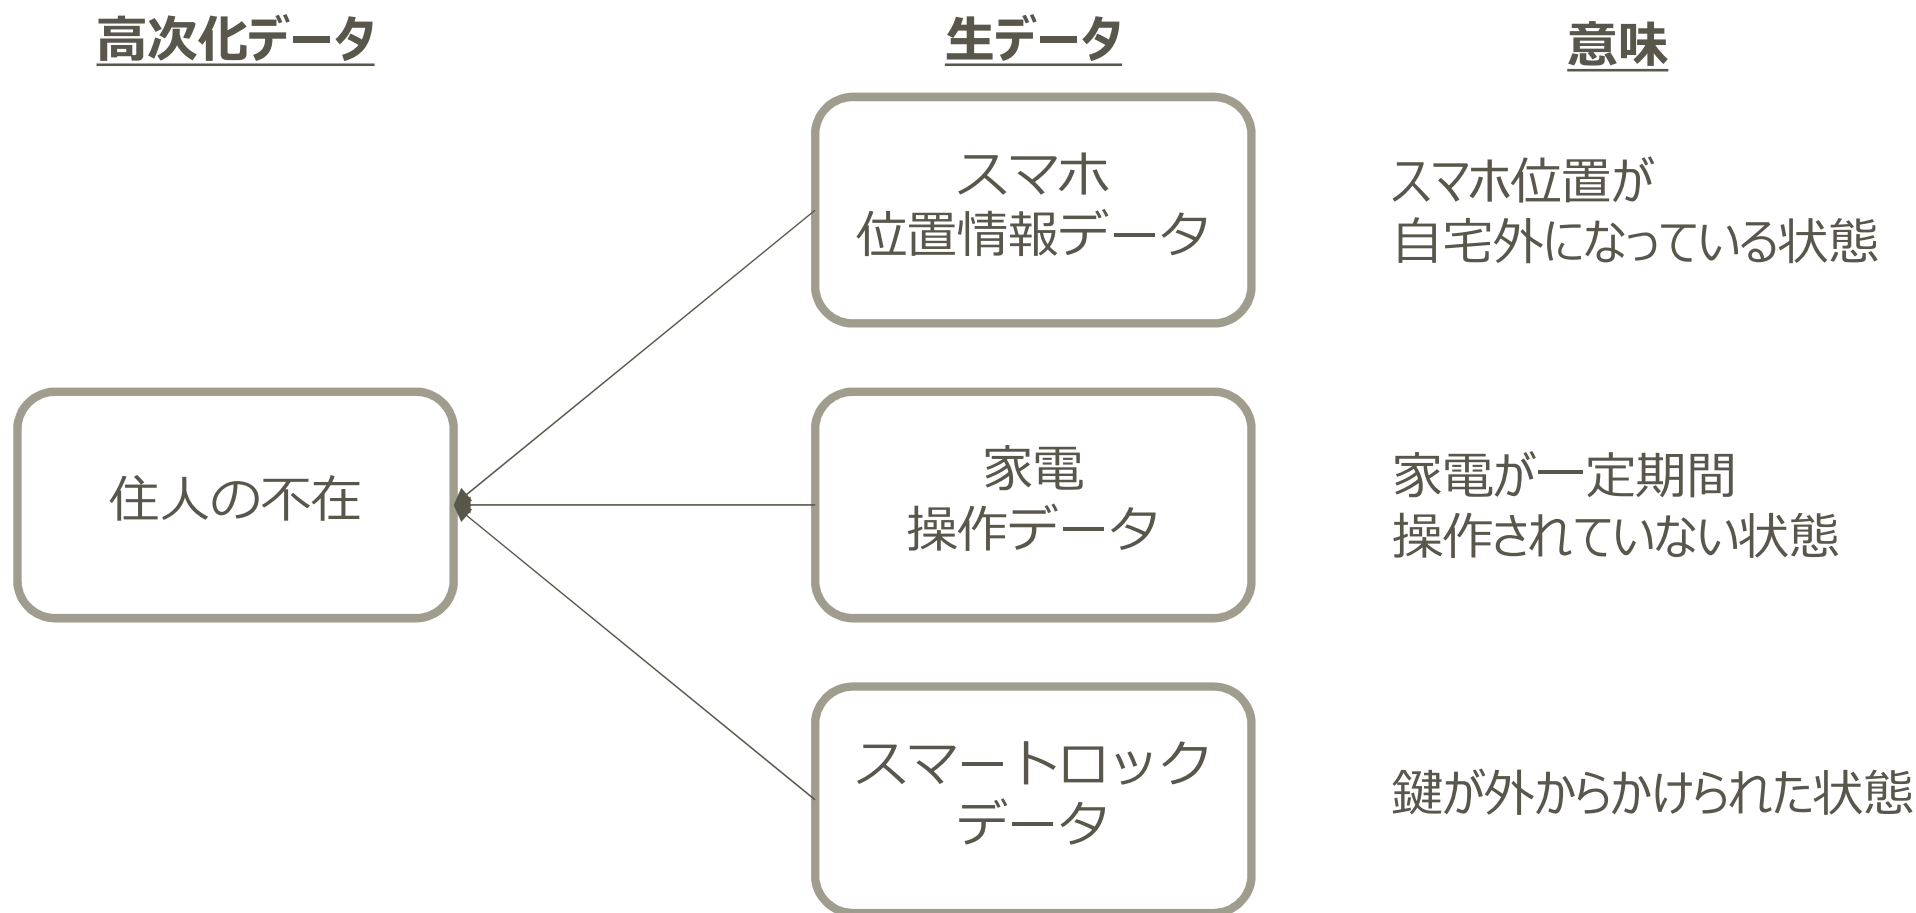 高次化データ
生データ
意味
スマホ
位置情報データ
スマホ位置が
自宅外になっている状態
住人の不在
家電
操作データ
家電が一定期間
操作されていない状態
スマートロック
データ
鍵が外からかけられた状態